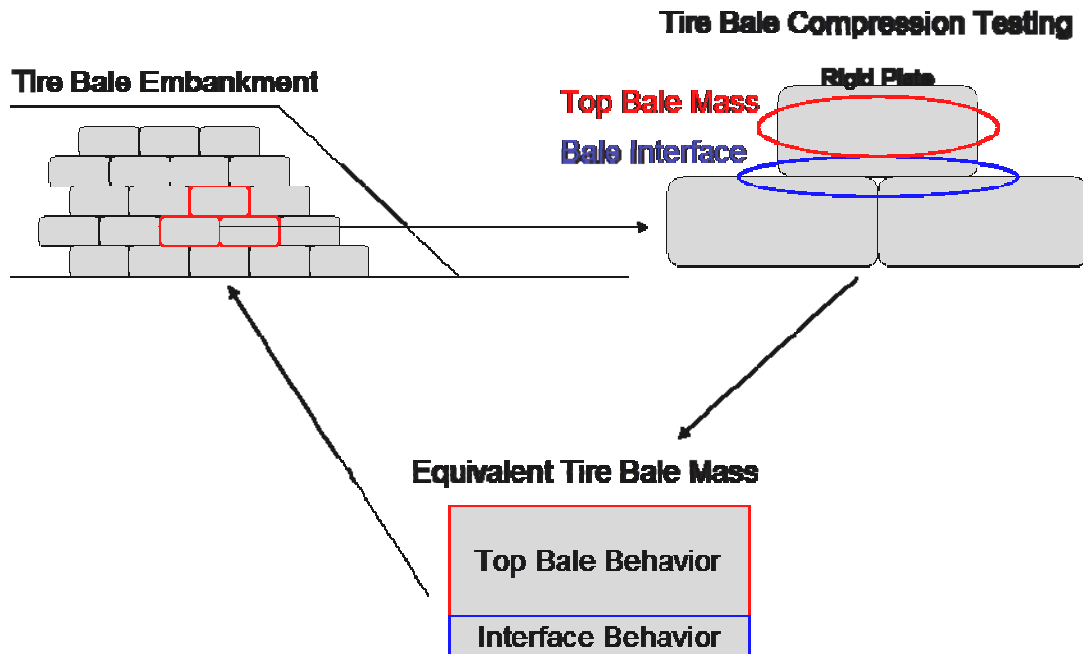 Tire Bale Compression Testing
Tire Bale Embankment
Rigid Plate
Top Bale Mass
Bale Interface
Equivalent Tire Bale Mass
Top Bale Behavior
Interface Behavior